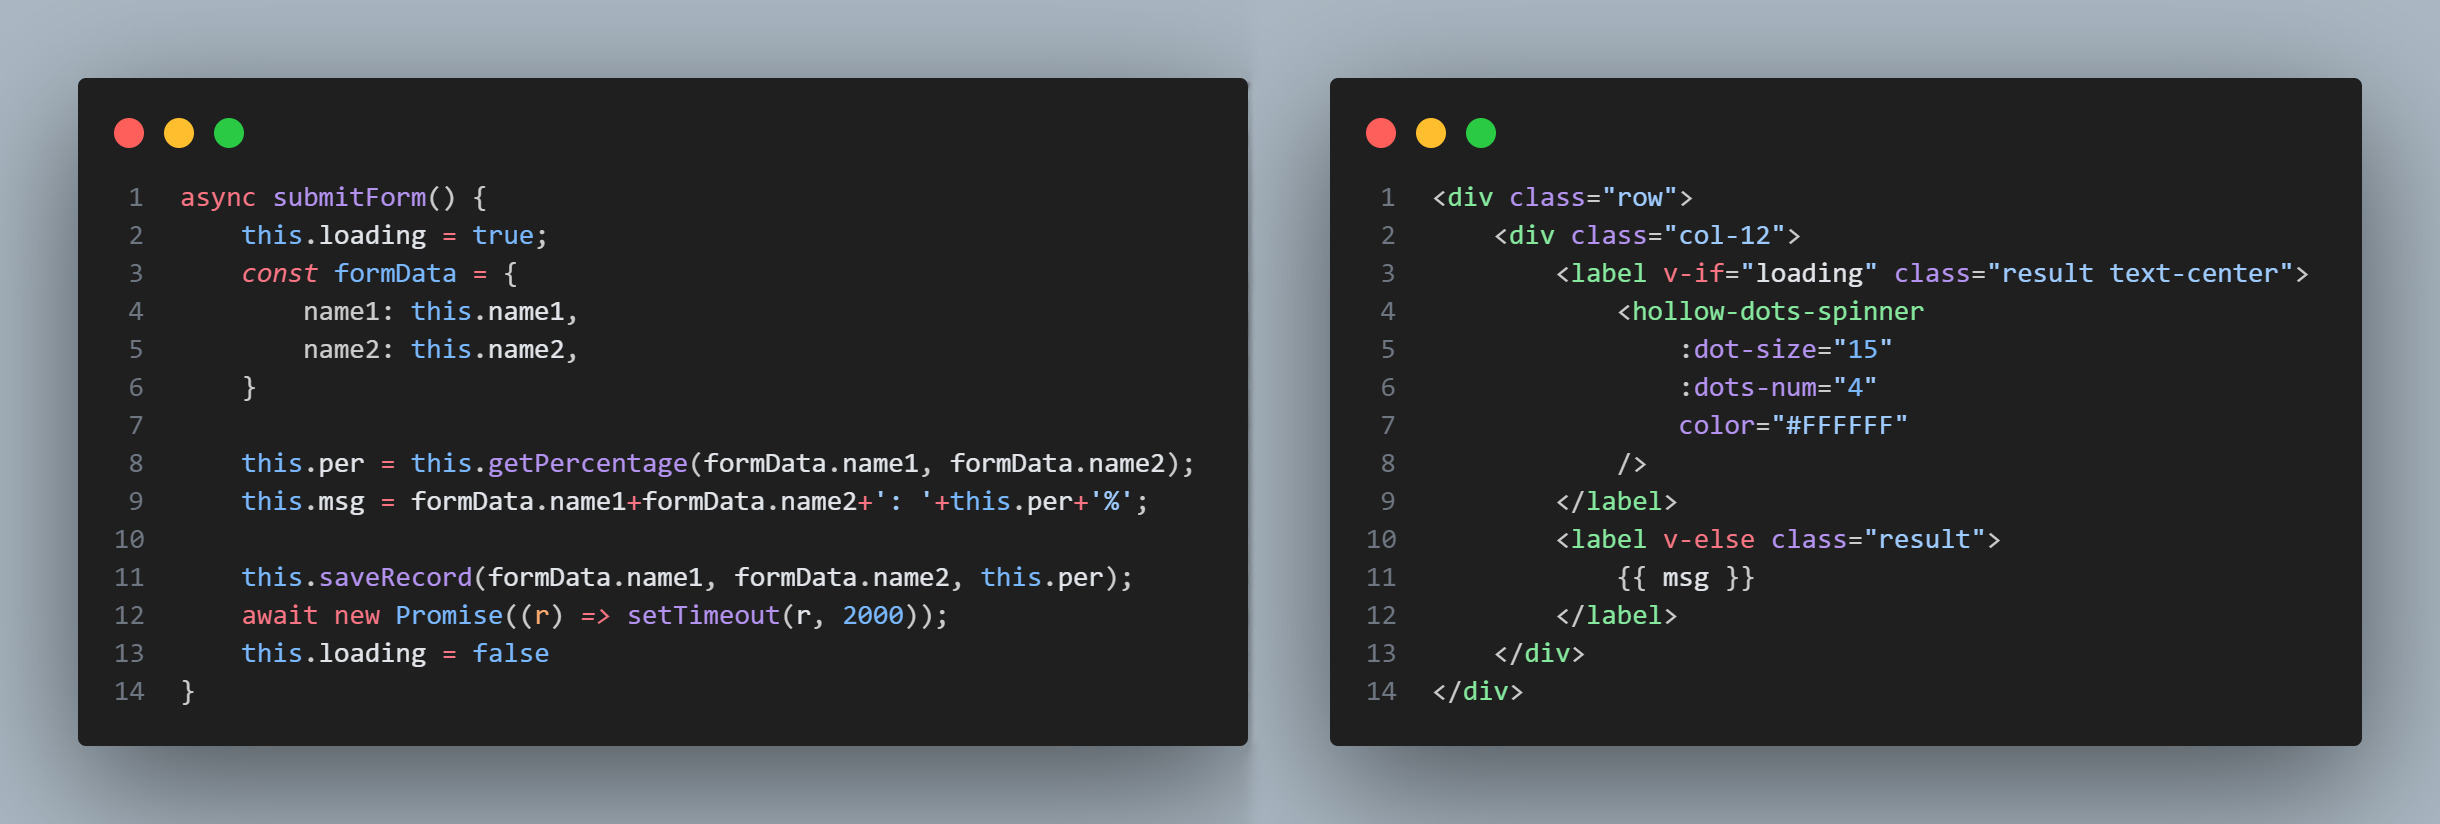 1 async submitForm() {
2 this.loading = true;
3 const formData = {
4 name1: this.name1,
5 name2: this.name2,
6 }
7
8 this.per = this.getPercentage(formData.name1, formData.name2);
9 this.msg = formData.name1+formData.name2+': '+this.per+'%';
10
11 this.saveRecord(formData.name1, formData.name2, this.per);
12 await new Promise((r) => setTimeout(r, 2000));
13 this.loading = false
14 }
1 <div class="row">
2 <div class="col-12">
3 <label v-if="loading" class="result text-center">
4 <hollow-dots-spinner
5 :dot-size="15"
6 :dots-num="4"
7 color="#FFFFFF"
8 />
9 </label>
10 <label v-else class="result">
11 {{ msg }}
12 </label>
13 </div>
14 </div>